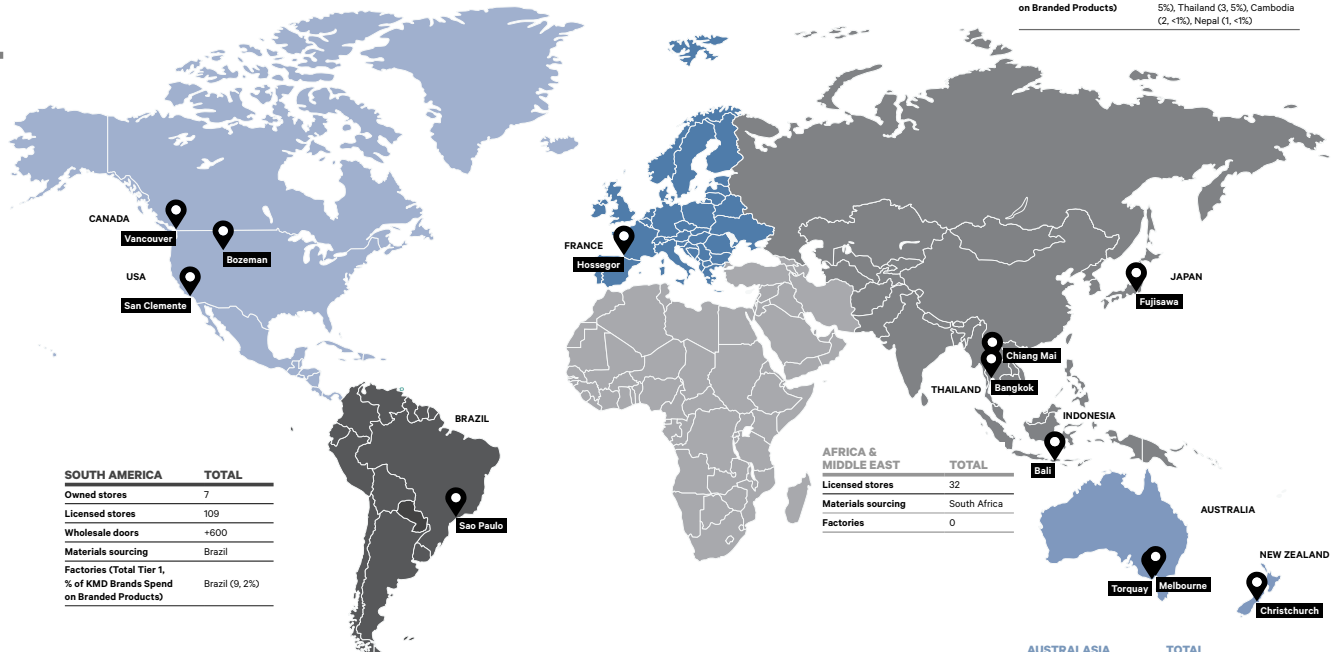 on Branded Products)
5%), Thailand (3, 5%), Cambodia
(2, <1%), Nepal (1, <1%)
CANADA
Vancouver
Bozeman
USA
San Clemente
FRANCE
Hossegor
JAPAN
Fujisawa
Chiang Mai
THAILAND
Bangkok
INDONESIA
Bali
BRAZIL
Sao Paulo
SOUTH AMERICA TOTAL
Owned stores 7
Licensed stores 109
Wholesale doors +600
Materials sourcing Brazil
Factories (Total Tier 1,
% of KMD Brands Spend
on Branded Products)
Brazil (9, 2%)
AFRICA &
MIDDLE EAST TOTAL
Licensed stores 32
Materials sourcing South Africa
Factories 0
AUSTRALIA
Torquay
Melbourne
NEW ZEALAND
Christchurch
AUSTRALASIA TOTAL